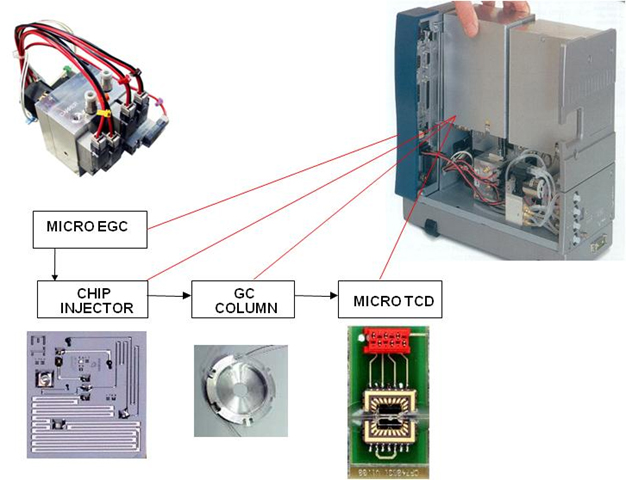 MICRO EGC
CHIP
INJECTOR
GC
COLUMN
MICRO TCD